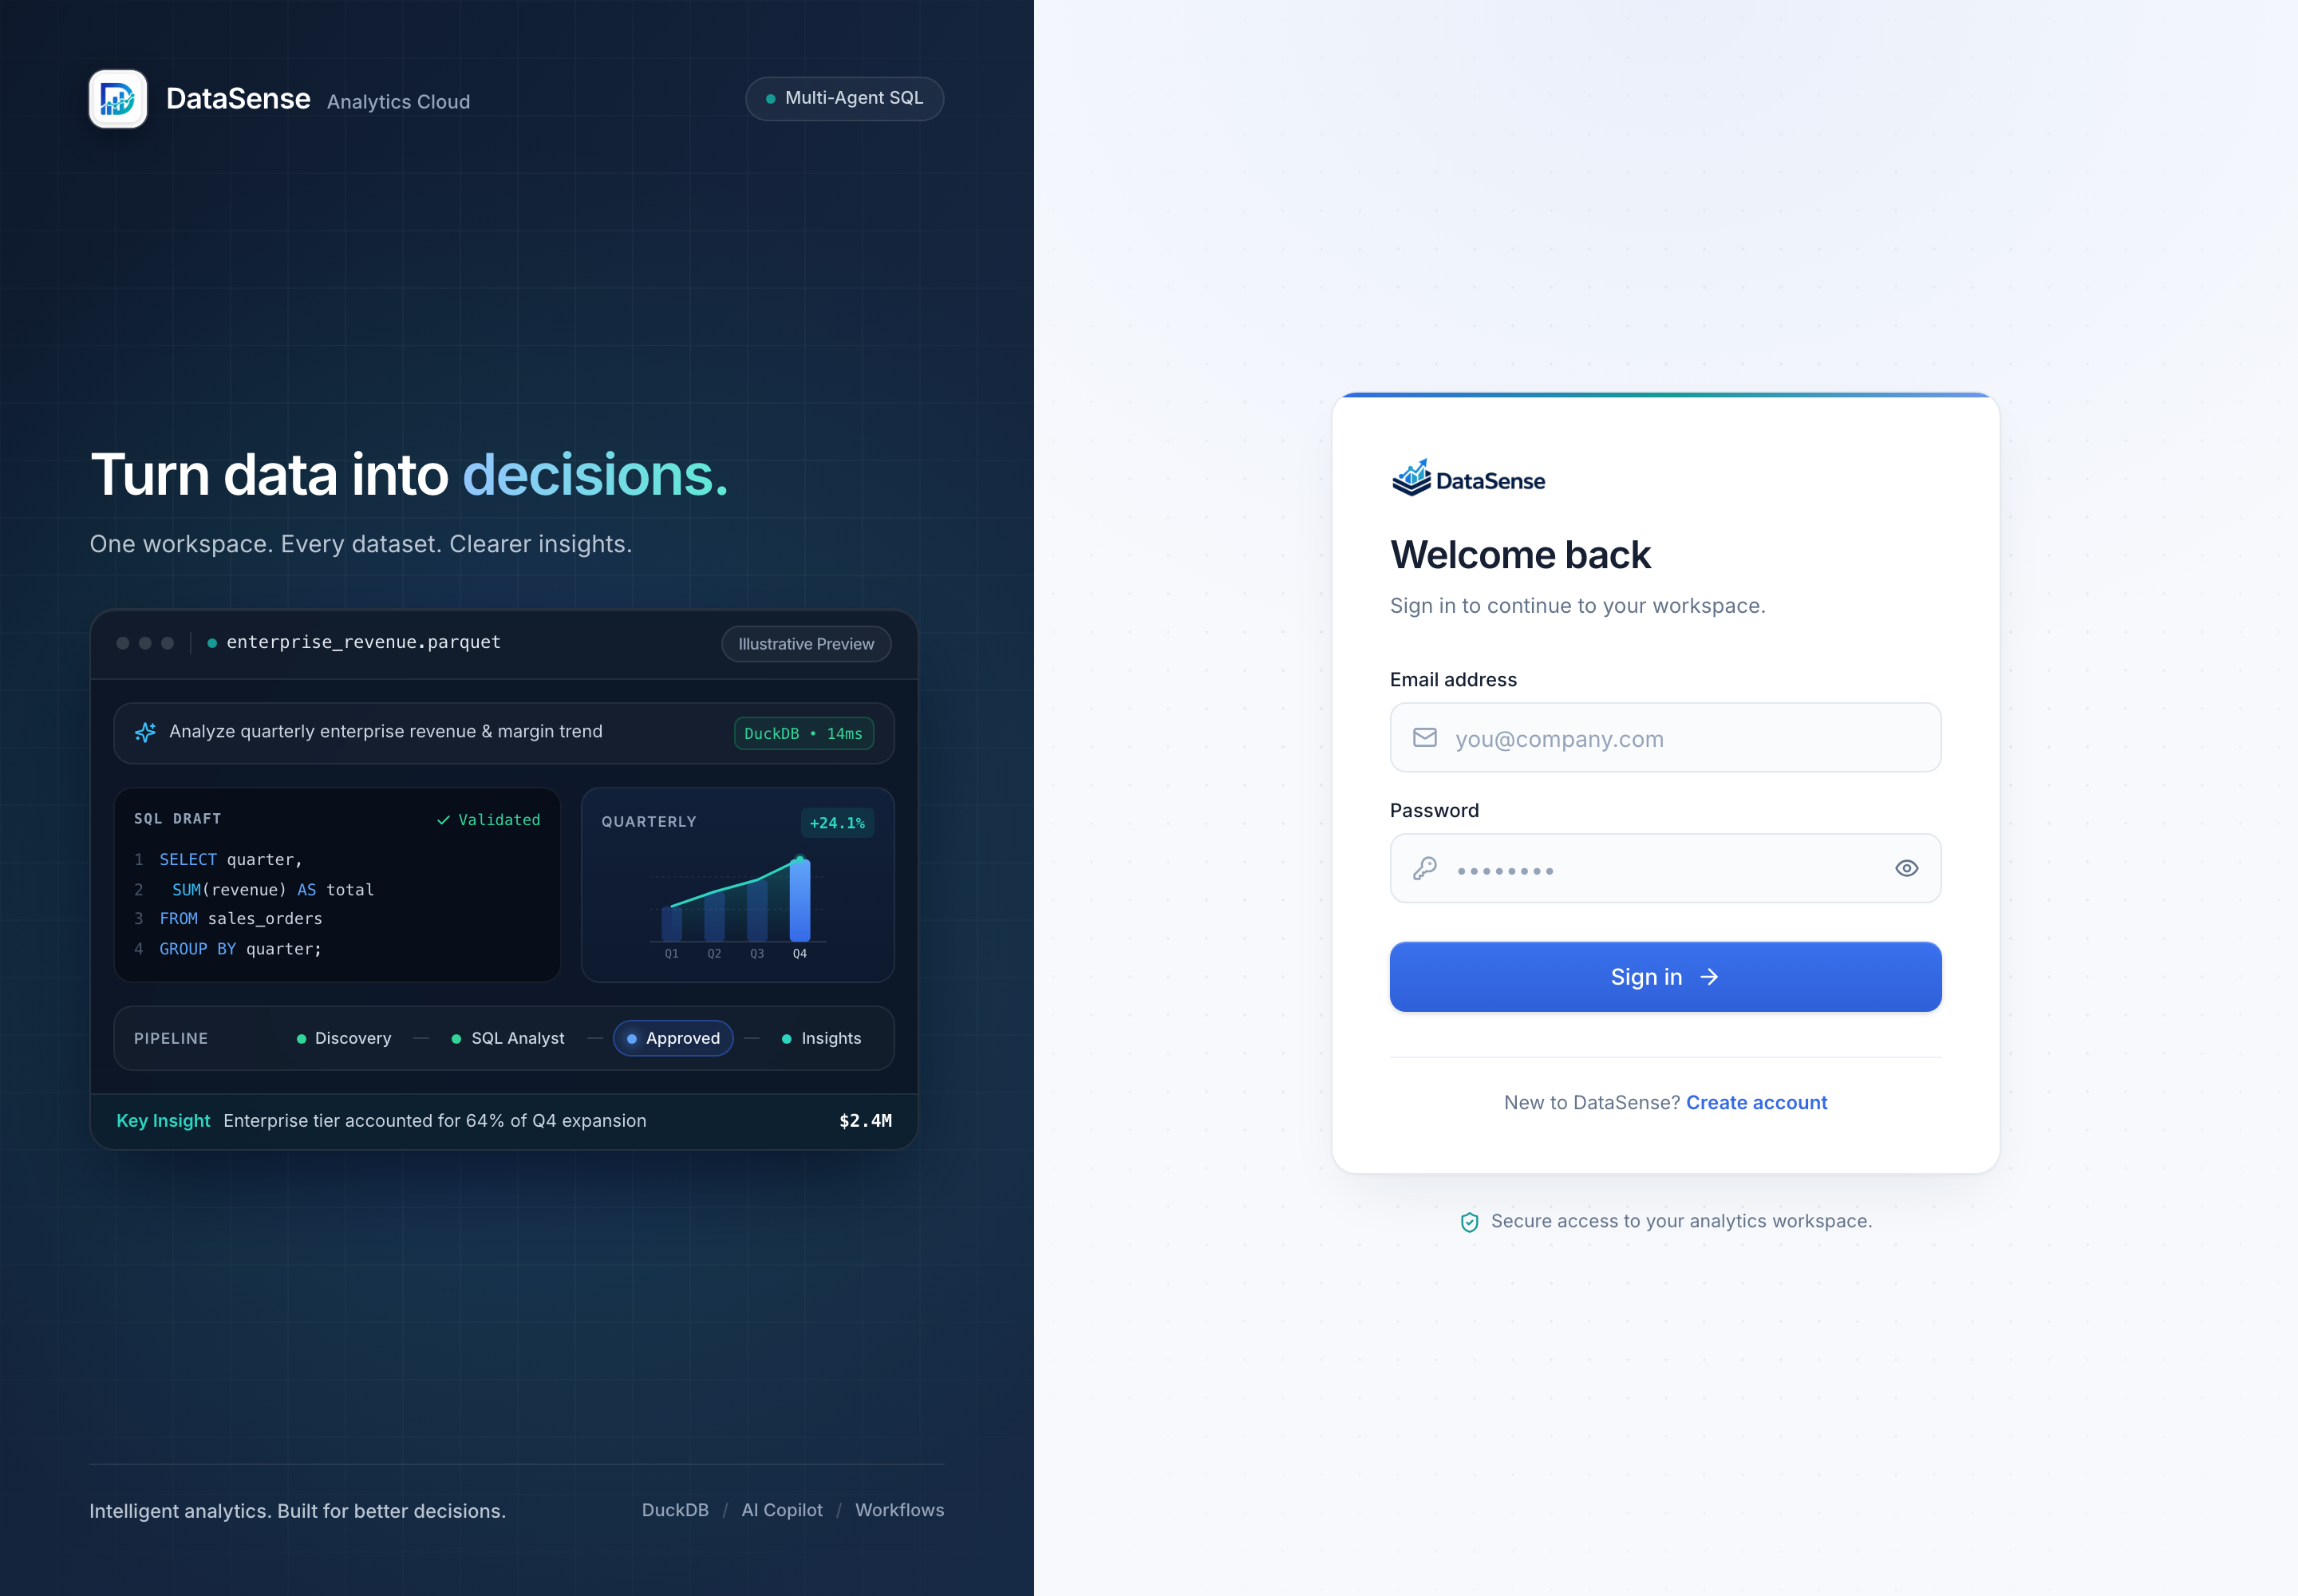 DataSense Analytics Cloud
Multi-Agent SQL
Turn data into decisions.
One workspace. Every dataset. Clearer insights.
enterprise_revenue.parquet
Illustrative Preview
Analyze quarterly enterprise revenue & margin trend
DuckDB • 14ms
SQL DRAFT
Validated
1 SELECT quarter,
2 SUM(revenue) AS total
3 FROM sales_orders
4 GROUP BY quarter;
QUARTERLY
+24.1%
Q1 Q2 Q3 Q4
PIPELINE
Discovery — SQL Analyst — Approved — Insights
Key Insight Enterprise tier accounted for 64% of Q4 expansion
$2.4M
Intelligent analytics. Built for better decisions.
DuckDB / AI Copilot / Workflows
DataSense
Welcome back
Sign in to continue to your workspace.
Email address
you@company.com
Password
••••••••
Sign in →
New to DataSense? Create account
Secure access to your analytics workspace.